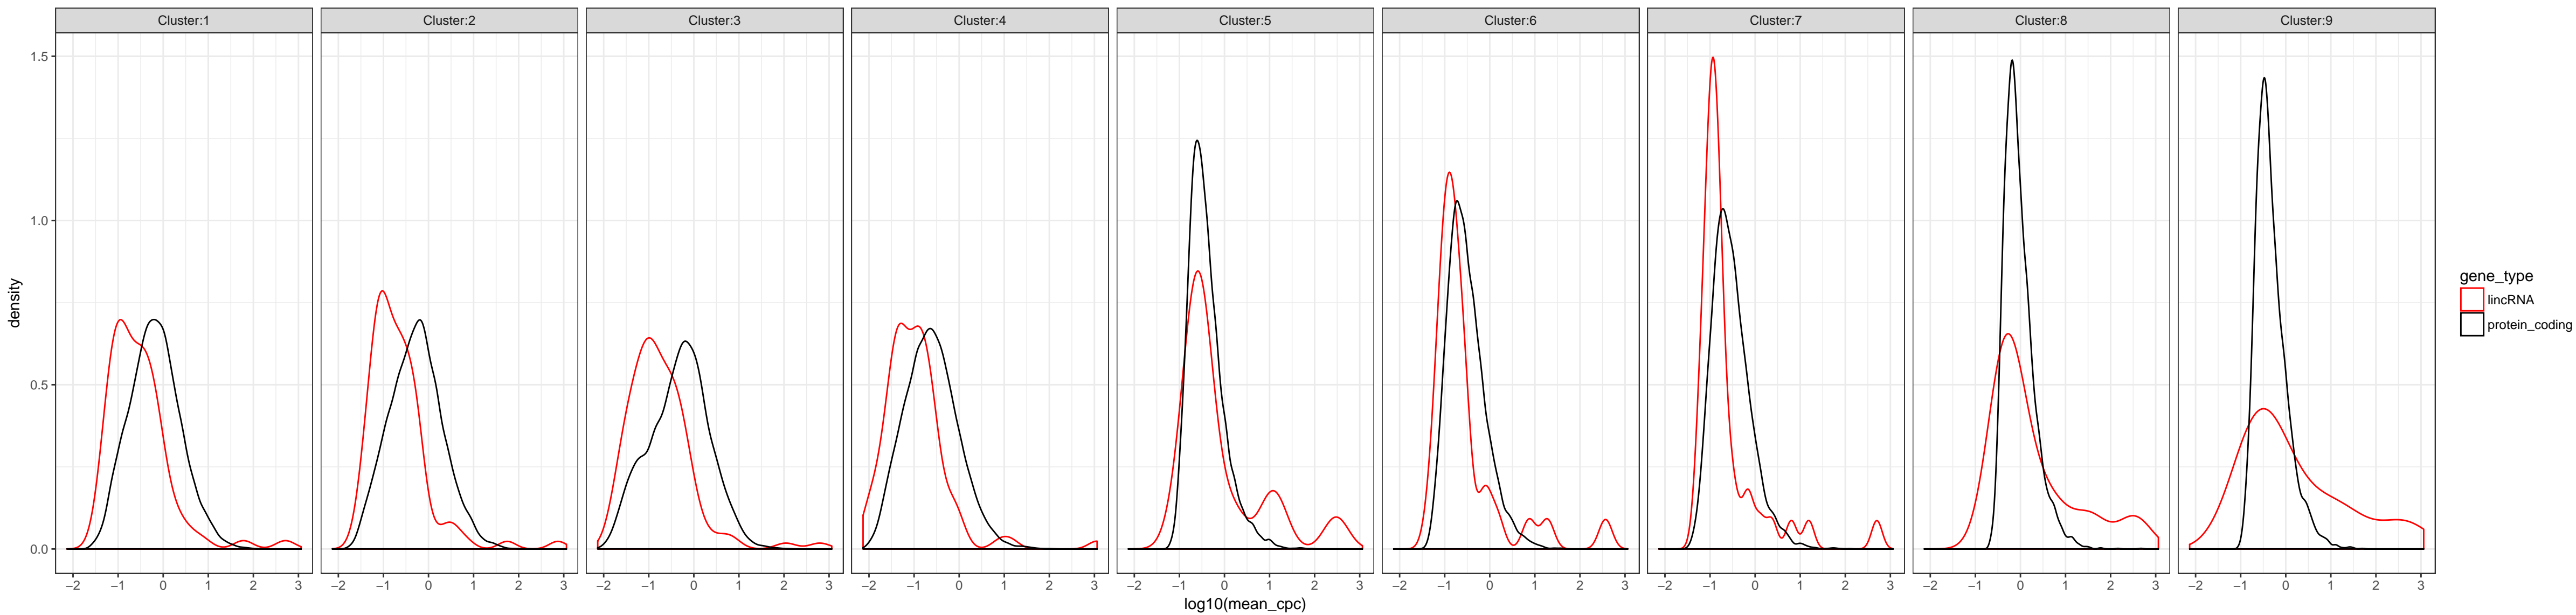 Cluster:1 Cluster:2 Cluster:3 Cluster:4 Cluster:5 Cluster:6 Cluster:7 Cluster:8 Cluster:9
1.5
1.0
0.5
0.0
density
−2 −1 0 1 2 3 −2 −1 0 1 2 3 −2 −1 0 1 2 3 −2 −1 0 1 2 3 −2 −1 0 1 2 3 −2 −1 0 1 2 3 −2 −1 0 1 2 3 −2 −1 0 1 2 3 −2 −1 0 1 2 3
log10(mean_cpc)
gene_type
lincRNA
protein_coding